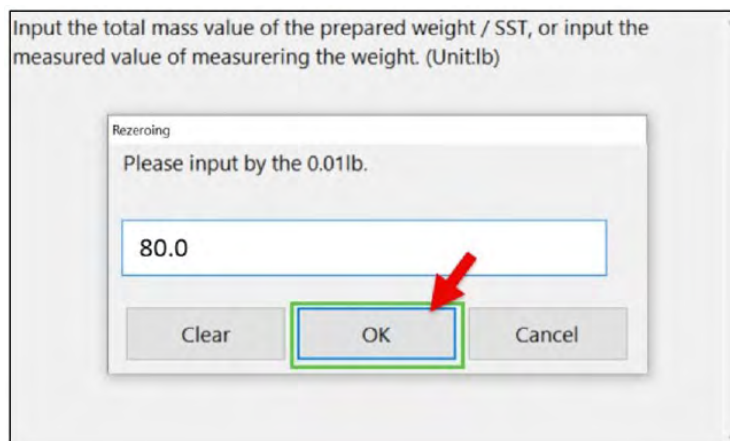 Input the total mass value of the prepared weight / SST, or input the
measured value of measurering the weight. (Unit:lb)
Rezeroing
Please input by the 0.01lb.
80.0
Clear
OK
Cancel